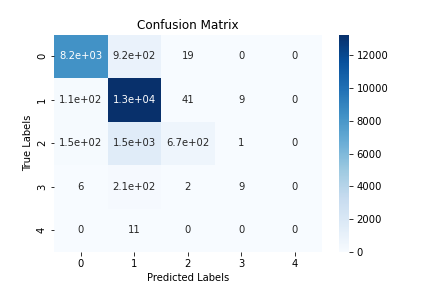 Confusion Matrix
True Labels
0 8.2e+03 9.2e+02 19 0 0
1 1.1e+02 1.3e+04 41 9 0
2 1.5e+02 1.5e+03 6.7e+02 1 0
3 6 2.1e+02 2 9 0
4 0 11 0 0 0
0 1 2 3 4
Predicted Labels
12000
10000
8000
6000
4000
2000
0